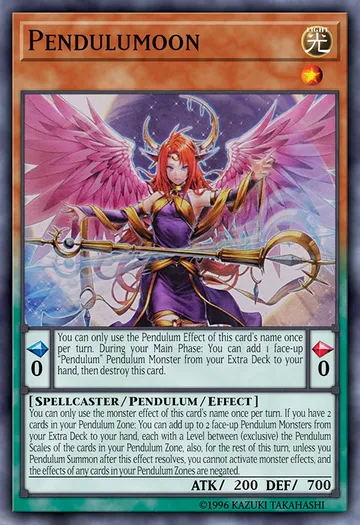 PENDULUMOON
LIGHT
光
You can only use the Pendulum Effect of this card's name once
per turn. During your Main Phase: You can add 1 face-up
"Pendulum" Pendulum Monster from your Extra Deck to your
hand, then destroy this card.
0
0
[SPELLCASTER/PENDULUM/EFFECT]
You can only use the monster effect of this card's name once per turn. If you have 2
cards in your Pendulum Zone: You can add up to 2 face-up Pendulum Monsters from
your Extra Deck to your hand, each with a Level between (exclusive) the Pendulum
Scales of the cards in your Pendulum Zone, also, for the rest of this turn, unless you
Pendulum Summon after this effect resolves, you cannot activate monster effects, and
the effects of any cards in your Pendulum Zones are negated.
ATK/ 200 DEF/ 700
©1996 KAZUKI TAKAHASHI